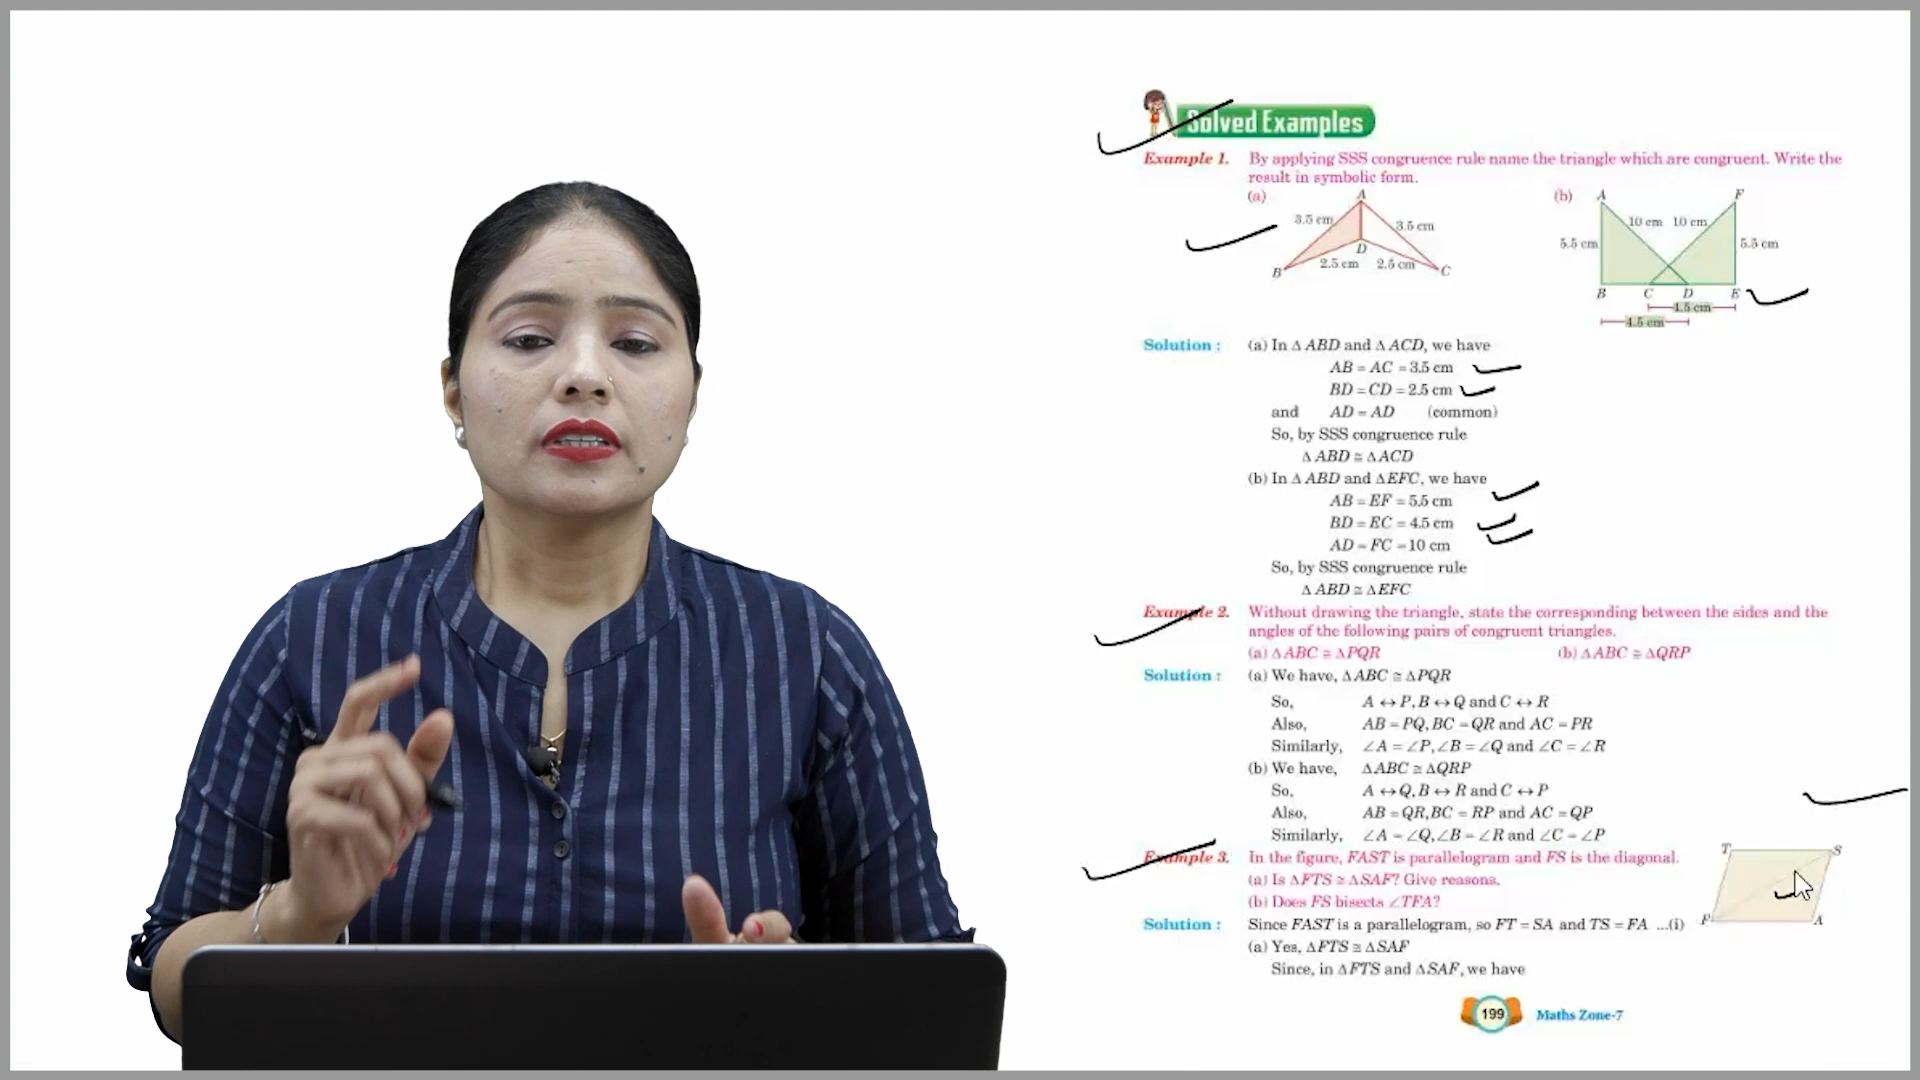 Solved Examples
Example 1. By applying SSS congruence rule name the triangle which are congruent. Write the
result in symbolic form.
(a) (b)
A
3.5 cm 3.5 cm
D
2.5 cm 2.5 cm
B C
A F
10 cm 10 cm
5.5 cm 5.5 cm
B C D E
4.5 cm
4.5 cm
Solution : (a) In Δ ABD and Δ ACD, we have
AB = AC = 3.5 cm
BD = CD = 2.5 cm
and AD = AD (common)
So, by SSS congruence rule
Δ ABD ≅ Δ ACD
(b) In Δ ABD and Δ EFC, we have
AB = EF = 5.5 cm
BD = EC = 4.5 cm
AD = FC = 10 cm
So, by SSS congruence rule
Δ ABD ≅ Δ EFC
Example 2. Without drawing the triangle, state the corresponding between the sides and the
angles of the following pairs of congruent triangles.
(a) Δ ABC ≅ Δ PQR (b) Δ ABC ≅ Δ QRP
Solution : (a) We have, Δ ABC ≅ Δ PQR
So, A ↔ P, B ↔ Q and C ↔ R
Also, AB = PQ, BC = QR and AC = PR
Similarly, ∠A = ∠P, ∠B = ∠Q and ∠C = ∠R
(b) We have, Δ ABC ≅ Δ QRP
So, A ↔ Q, B ↔ R and C ↔ P
Also, AB = QR, BC = RP and AC = QP
Similarly, ∠A = ∠Q, ∠B = ∠R and ∠C = ∠P
Example 3. In the figure, FAST is parallelogram and FS is the diagonal.
(a) Is Δ FTS ≅ Δ SAF? Give reasons.
(b) Does FS bisects ∠TFA?
T S
F A
Solution : Since FAST is a parallelogram, so FT = SA and TS = FA ...(i)
(a) Yes, Δ FTS ≅ Δ SAF
Since, in Δ FTS and Δ SAF, we have
199 Maths Zone-7